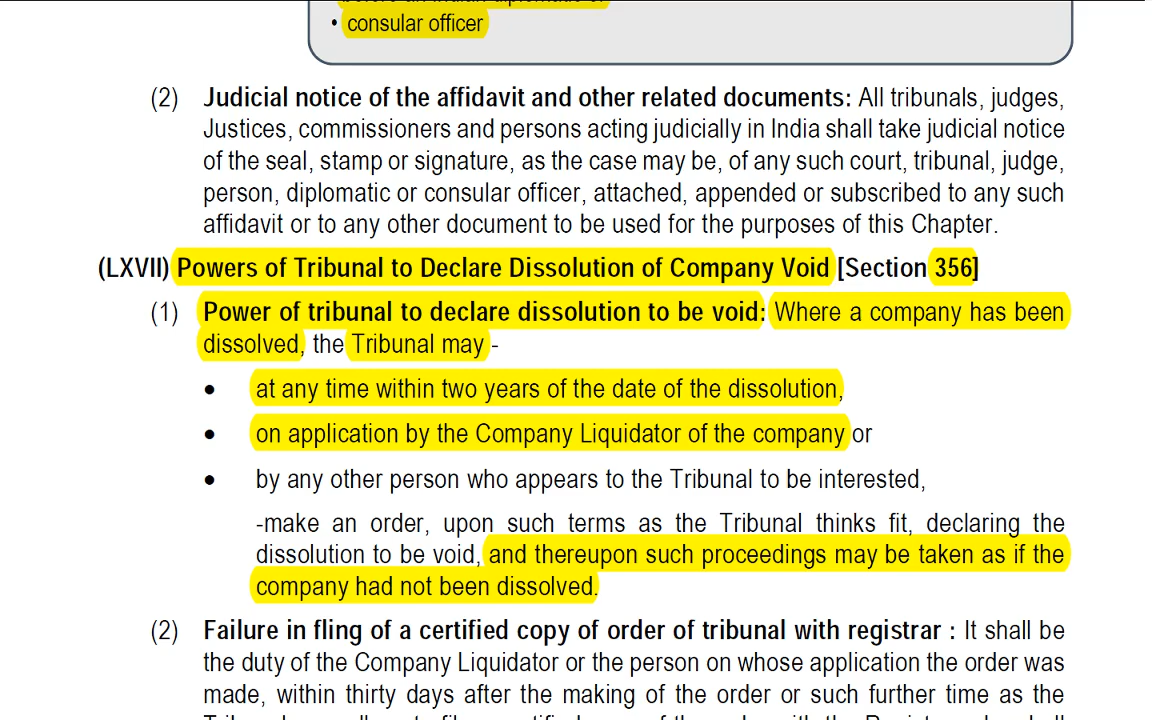 • consular officer
(2) Judicial notice of the affidavit and other related documents: All tribunals, judges,
Justices, commissioners and persons acting judicially in India shall take judicial notice
of the seal, stamp or signature, as the case may be, of any such court, tribunal, judge,
person, diplomatic or consular officer, attached, appended or subscribed to any such
affidavit or to any other document to be used for the purposes of this Chapter.
(LXVII) Powers of Tribunal to Declare Dissolution of Company Void [Section 356]
(1) Power of tribunal to declare dissolution to be void: Where a company has been
dissolved, the Tribunal may -
• at any time within two years of the date of the dissolution,
• on application by the Company Liquidator of the company or
• by any other person who appears to the Tribunal to be interested,
-make an order, upon such terms as the Tribunal thinks fit, declaring the
dissolution to be void, and thereupon such proceedings may be taken as if the
company had not been dissolved.
(2) Failure in fling of a certified copy of order of tribunal with registrar : It shall be
the duty of the Company Liquidator or the person on whose application the order was
made, within thirty days after the making of the order or such further time as the